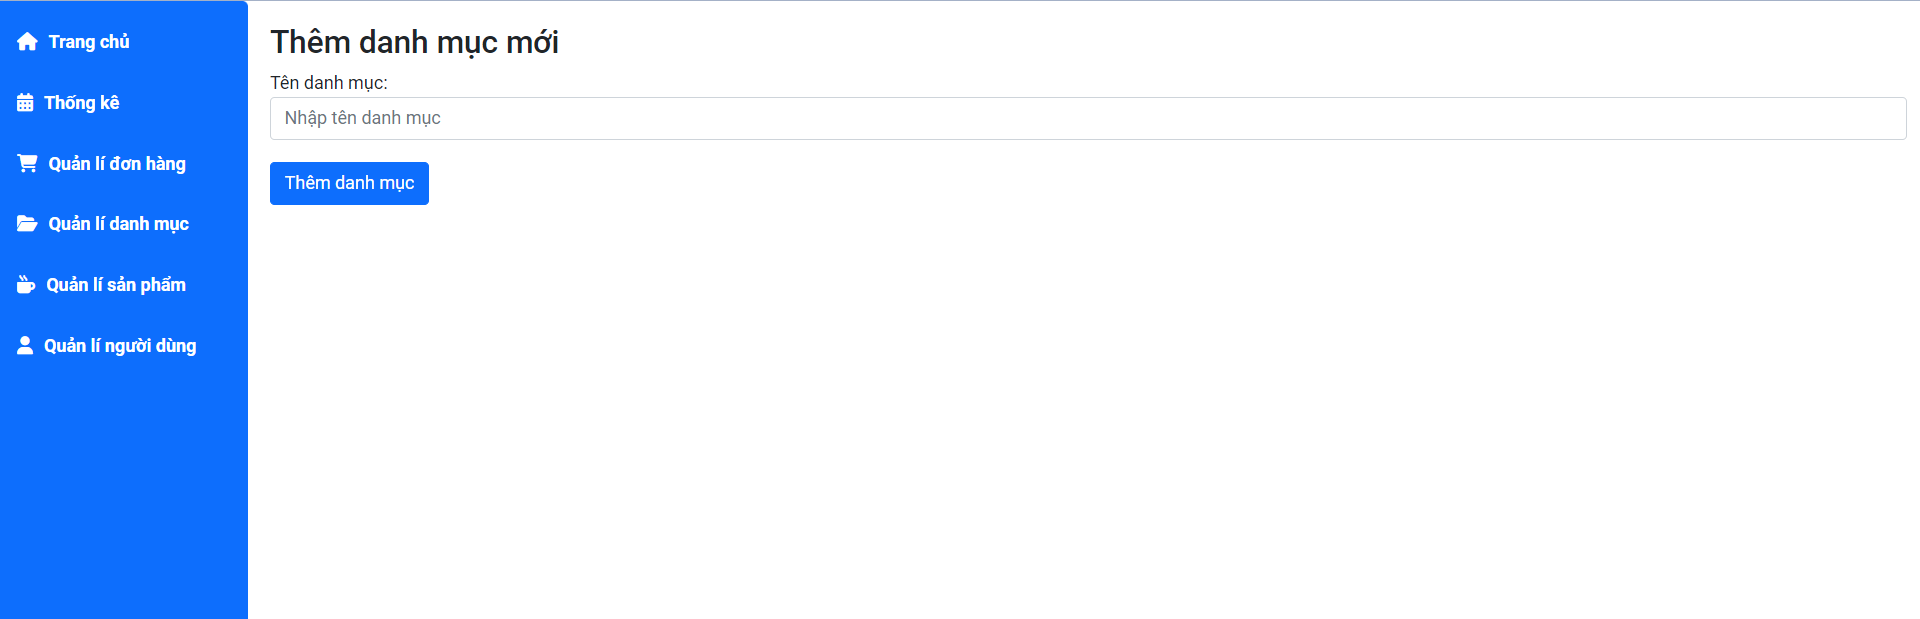 Trang chủ
Thống kê
Quản lí đơn hàng
Quản lí danh mục
Quản lí sản phẩm
Quản lí người dùng
Thêm danh mục mới
Tên danh mục:
Nhập tên danh mục
Thêm danh mục